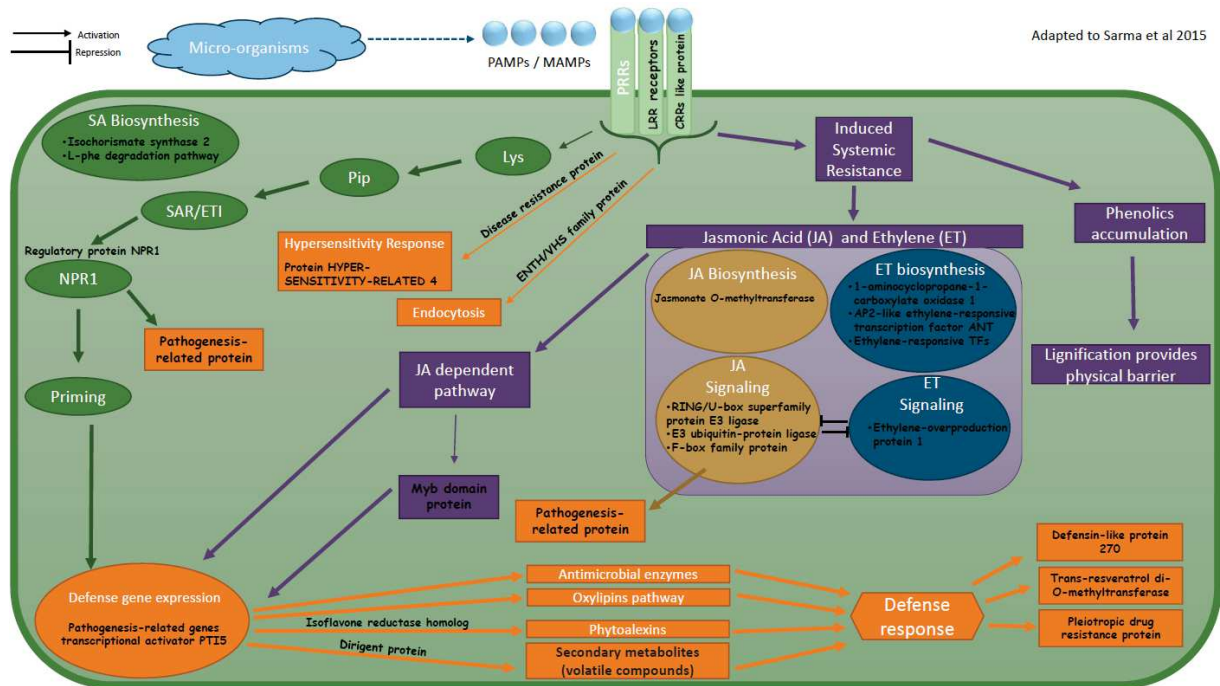 Activation
Repression
Micro-organisms
PAMPs / MAMPs
PRRs
LRR receptors
CRRs like protein
Adapted to Sarma et al 2015
SA Biosynthesis
•Isochorismate synthase 2
•L-phe degradation pathway
Lys
Pip
SAR/ETI
Regulatory protein NPR1
NPR1
Pathogenesis-
related protein
Priming
Disease resistance protein
Hypersensitivity Response
Protein HYPER-
SENSITIVITY-RELATED 4
ENTH/VHS family protein
Endocytosis
Induced
Systemic
Resistance
Phenolics
accumulation
Lignification provides
physical barrier
Jasmonic Acid (JA) and Ethylene (ET)
JA Biosynthesis
Jasmonate O-methyltransferase
ET biosynthesis
•1-aminocyclopropane-1-
carboxylate oxidase 1
•AP2-like ethylene-responsive
transcription factor ANT
•Ethylene-responsive TFs
JA
Signaling
•RING/U-box superfamily
protein E3 ligase
•E3 ubiquitin-protein ligase
•F-box family protein
ET
Signaling
•Ethylene-overproduction
protein 1
JA dependent
pathway
Myb domain
protein
Pathogenesis-
related protein
Defense gene expression
Pathogenesis-related genes
transcriptional activator PTI5
Antimicrobial enzymes
Oxylipins pathway
Isoflavone reductase homolog
Phytoalexins
Dirigent protein
Secondary metabolites
(volatile compounds)
Defense
response
Defensin-like protein
270
Trans-resveratrol di-
O-methyltransferase
Pleiotropic drug
resistance protein